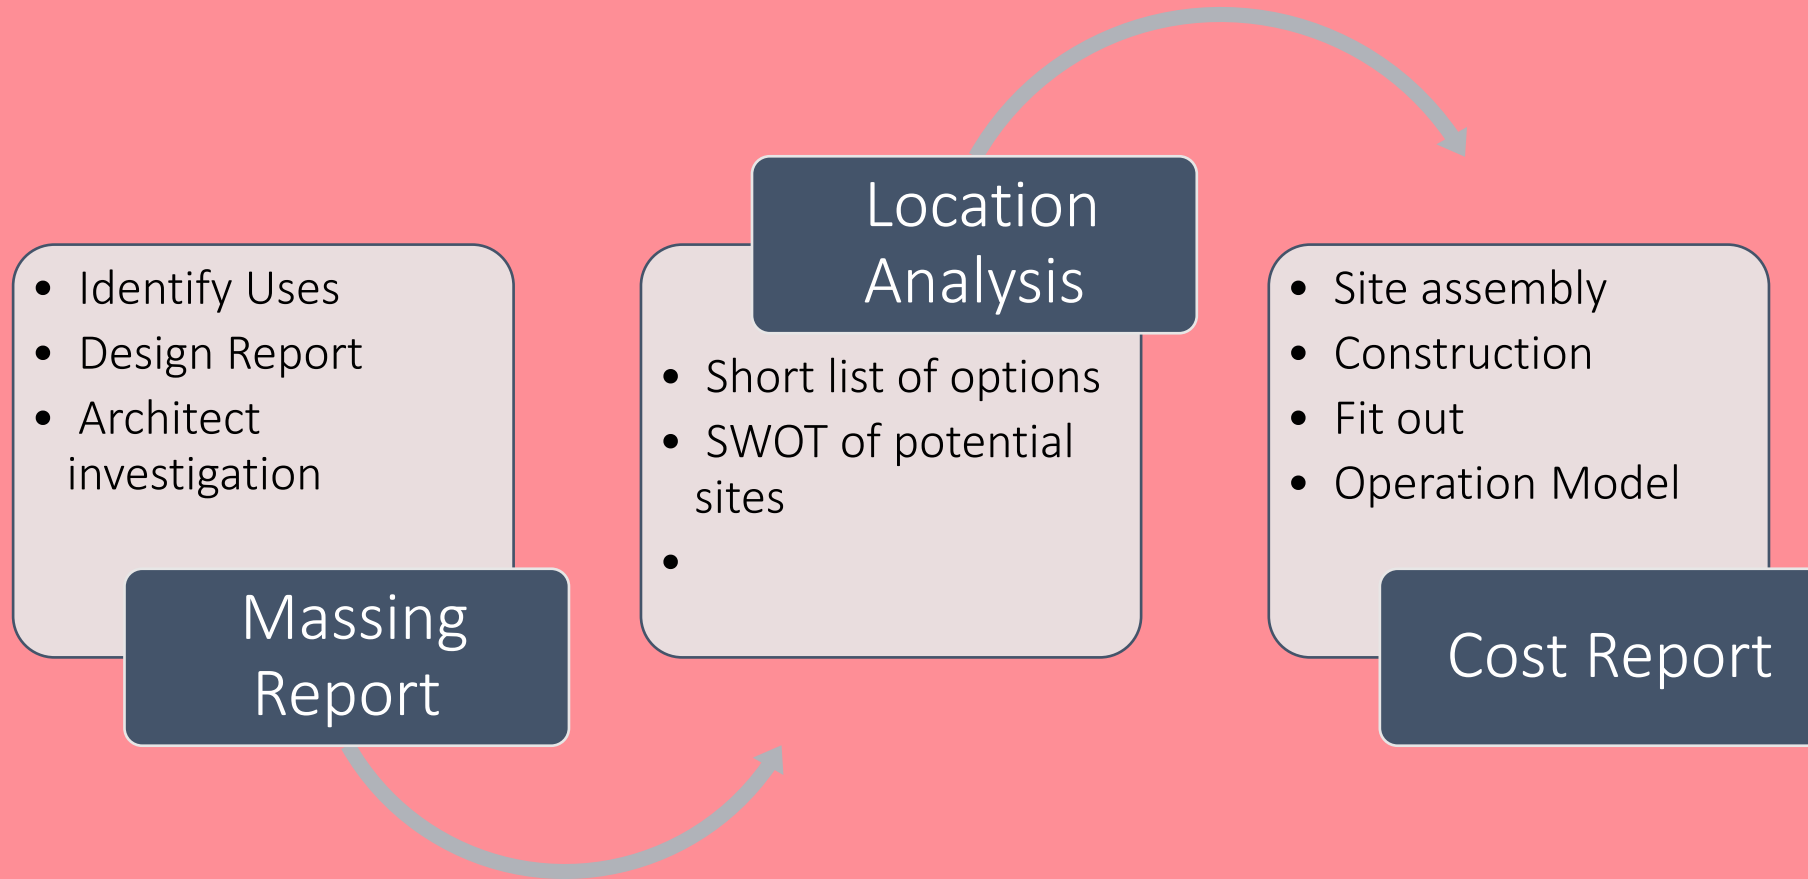 • Identify Uses
• Design Report
• Architect
investigation
Massing
Report
Location
Analysis
• Short list of options
• SWOT of potential
sites
•
• Site assembly
• Construction
• Fit out
• Operation Model
Cost Report